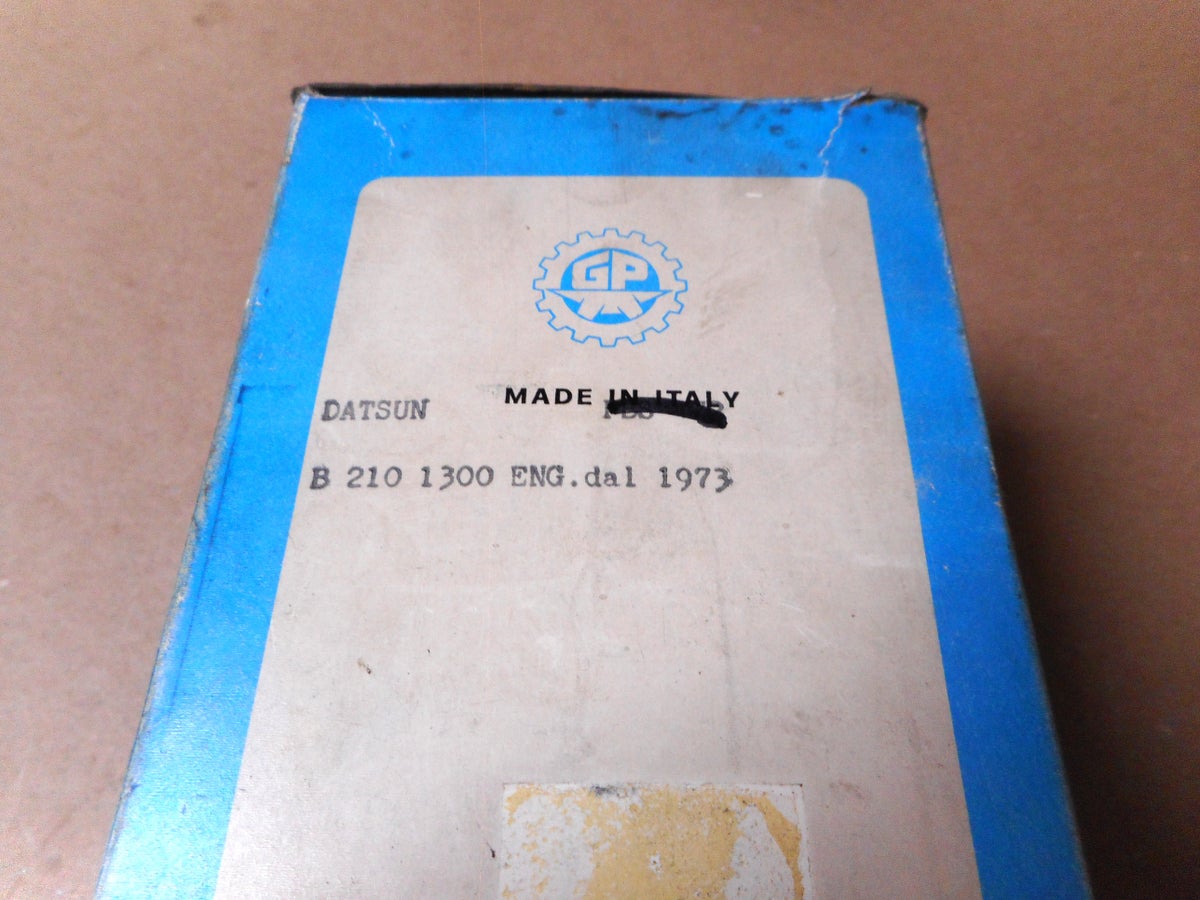 GP
MADE IN ITALY
DATSUN
B 210 1300 ENG.dal 1973